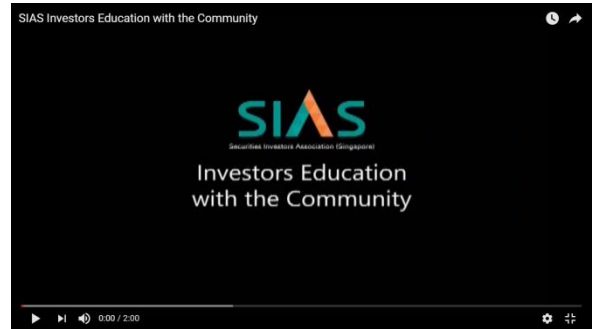 SIAS Investors Education with the Community
SIAS
Securities Investors Association (Singapore)
Investors Education
with the Community
0:00 / 2:00